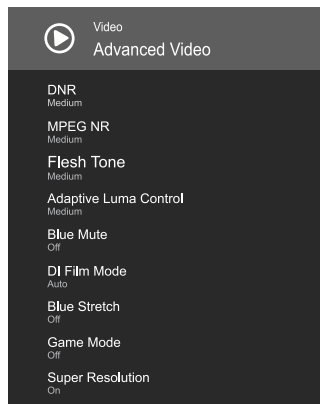 Video
Advanced Video
DNR
Medium
MPEG NR
Medium
Flesh Tone
Medium
Adaptive Luma Control
Medium
Blue Mute
Off
DI Film Mode
Auto
Blue Stretch
Off
Game Mode
Off
Super Resolution
On